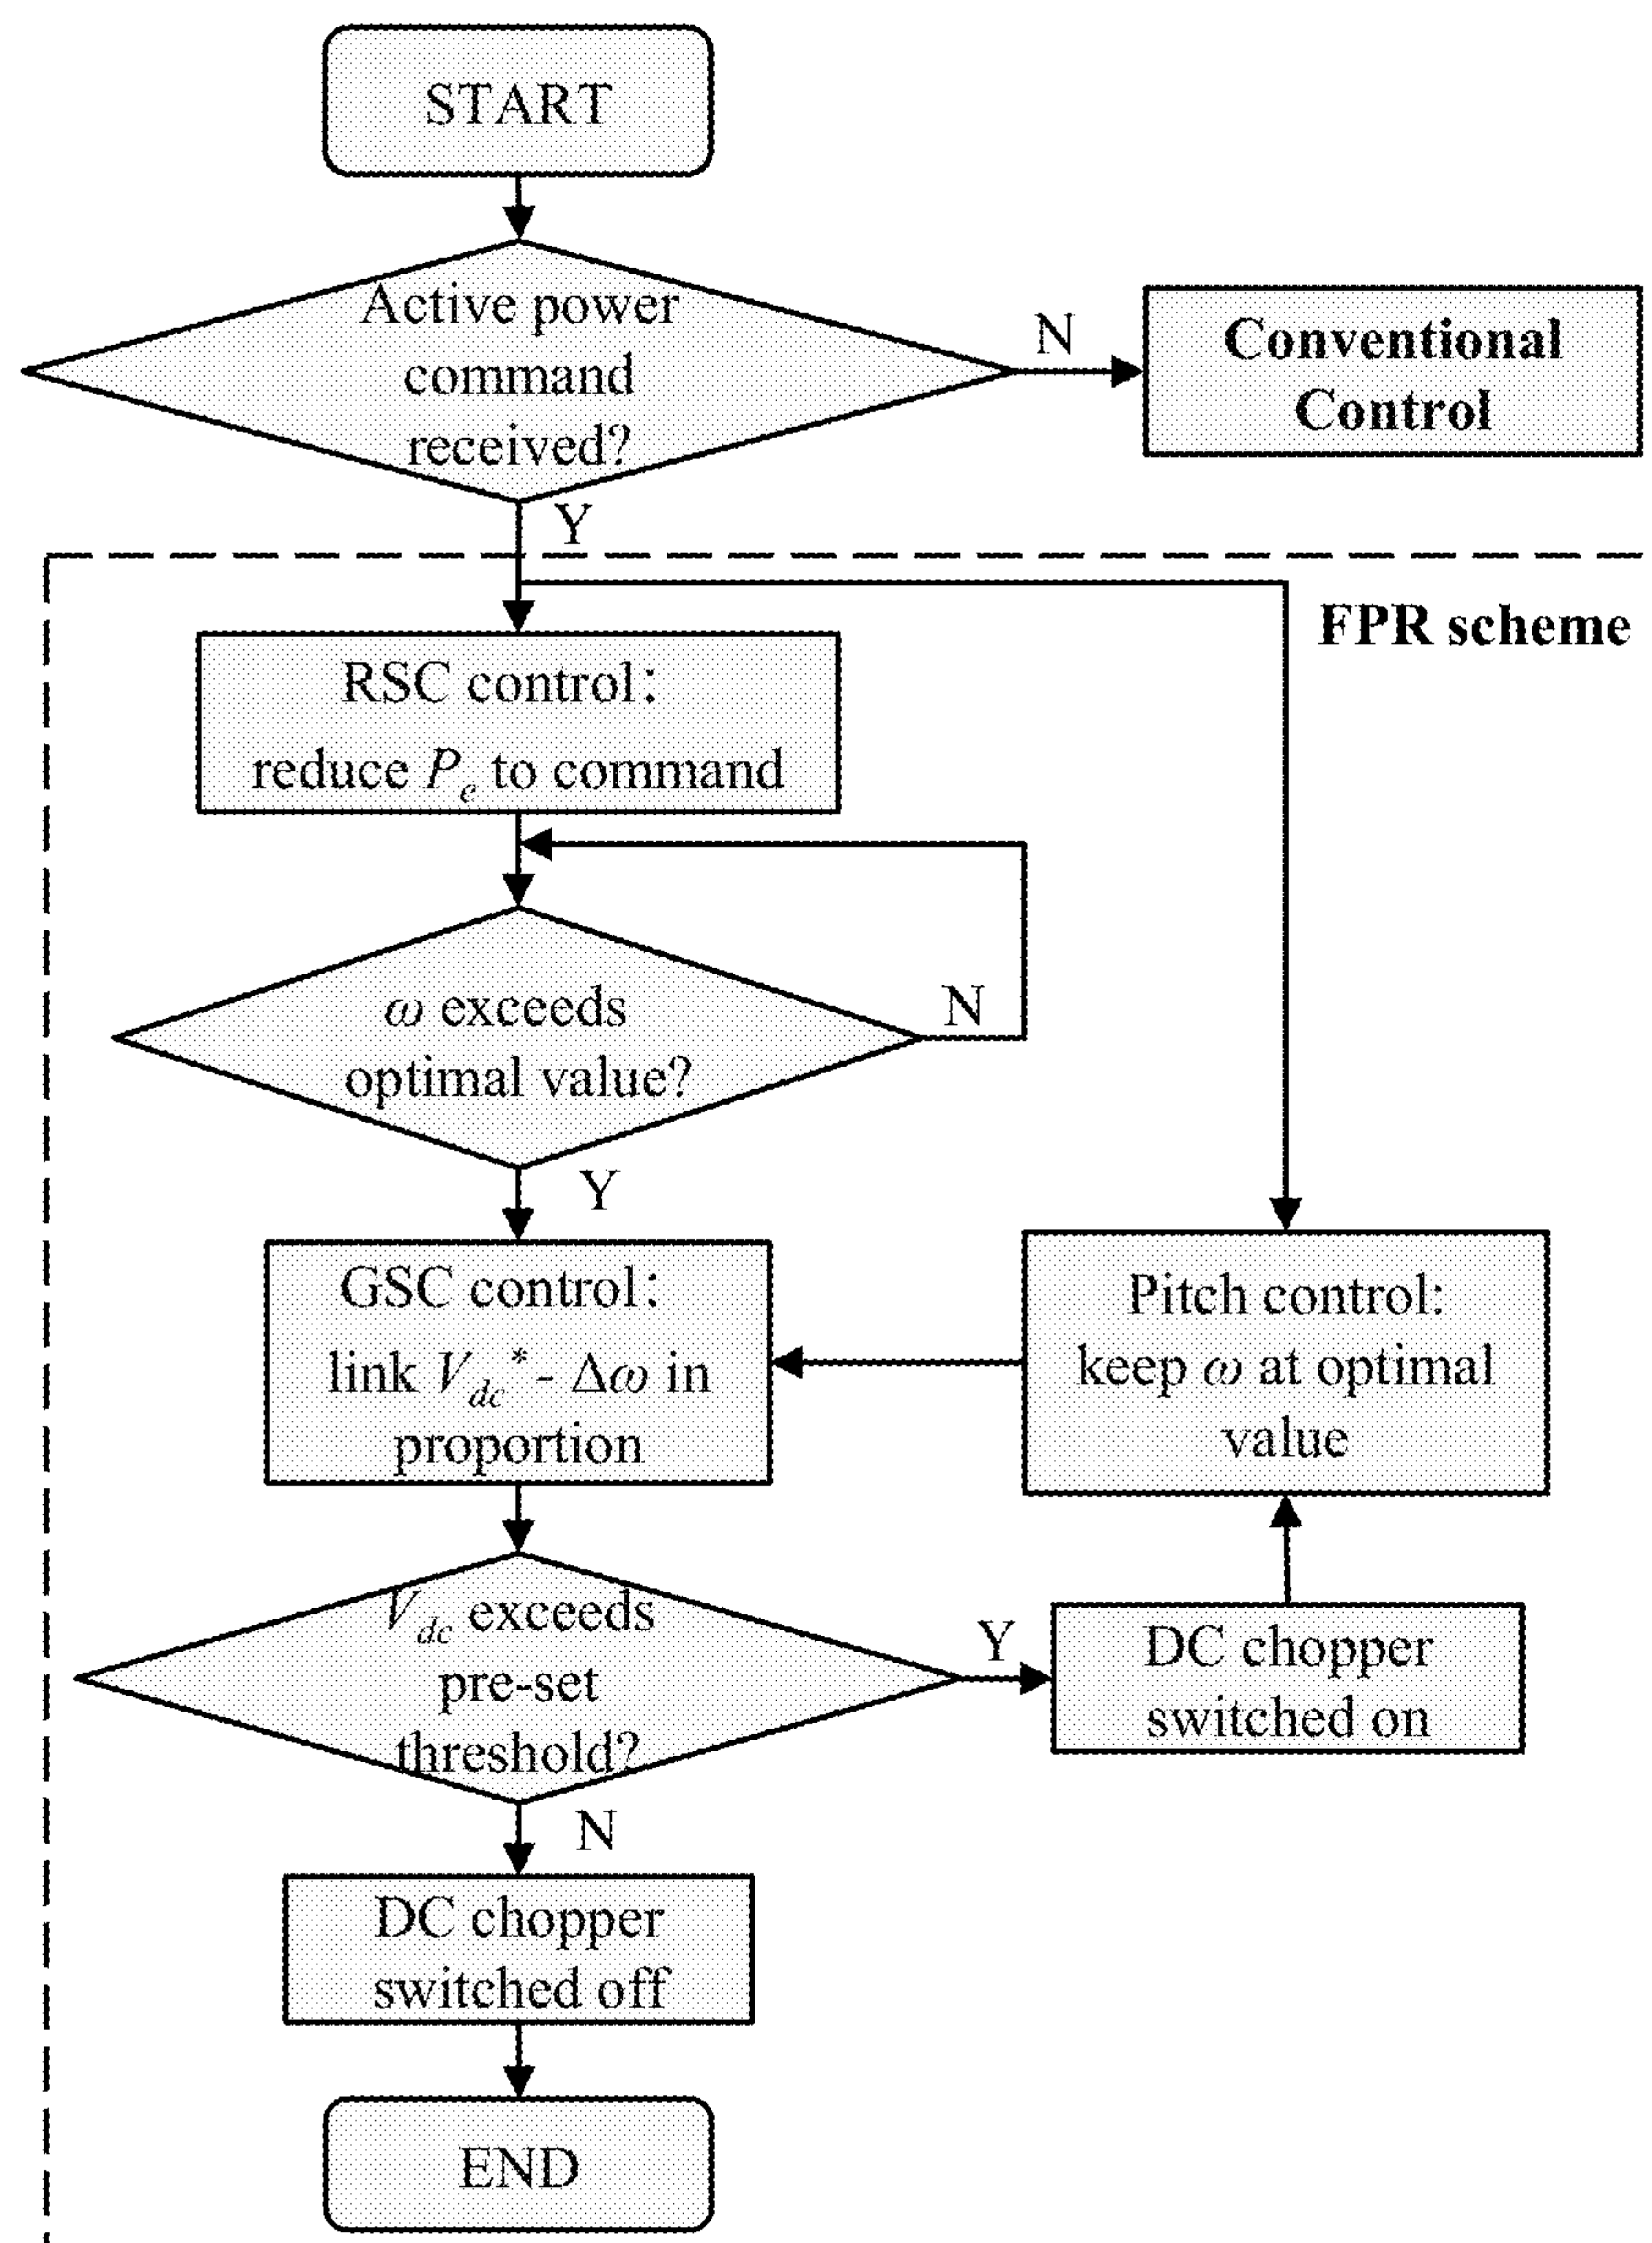 START
Active power
command
received?
N
Conventional
Control
Y
FPR scheme
RSC control:
reduce Pe to command
ω exceeds
optimal value?
N
Y
GSC control:
link Vdc* - Δω in
proportion
Pitch control:
keep ω at optimal
value
Vdc exceeds
pre-set
threshold?
Y
DC chopper
switched on
N
DC chopper
switched off
END